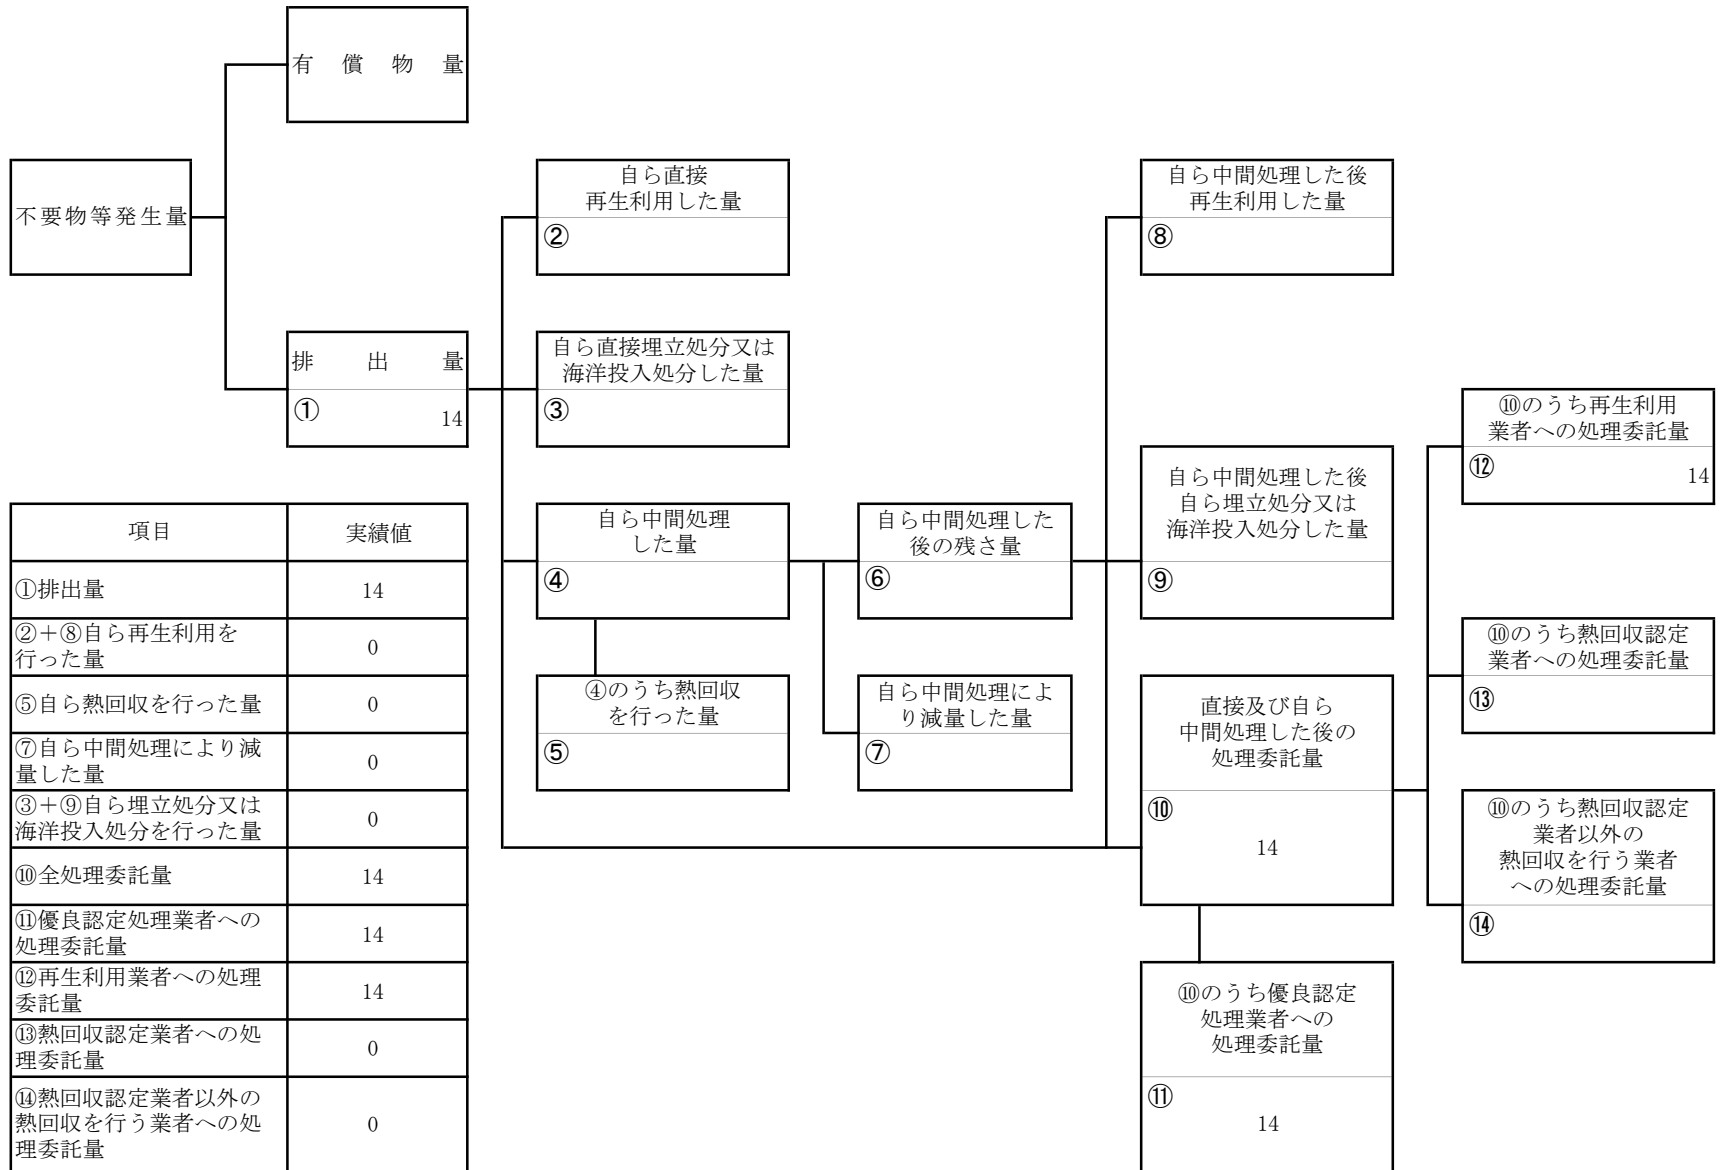 有償物量
不要物等発生量
自ら直接
再生利用した量
②
自ら中間処理した後
再生利用した量
⑧
排出量
①
14
自ら直接埋立処分又は
海洋投入処分した量
③
⑩のうち再生利用
業者への処理委託量
⑫
14
自ら中間処理
した量
④
自ら中間処理した
後の残さ量
⑥
自ら中間処理した後
自ら埋立処分又は
海洋投入処分した量
⑨
⑩のうち熱回収認定
業者への処理委託量
⑬
④のうち熱回収
を行った量
⑤
自ら中間処理によ
り減量した量
⑦
直接及び自ら
中間処理した後の
処理委託量
⑩
14
⑩のうち熱回収認定
業者以外の
熱回収を行う業者
への処理委託量
⑭
⑩のうち優良認定
処理業者への
処理委託量
⑪
14
項目
実績値
①排出量
14
②+⑧自ら再生利用を
行った量
0
⑤自ら熱回収を行った量
0
⑦自ら中間処理により減
量した量
0
③+⑨自ら埋立処分又は
海洋投入処分を行った量
0
⑩全処理委託量
14
⑪優良認定処理業者への
処理委託量
14
⑫再生利用業者への処理
委託量
14
⑬熱回収認定業者への処
理委託量
0
⑭熱回収認定業者以外の
熱回収を行う業者への処
理委託量
0